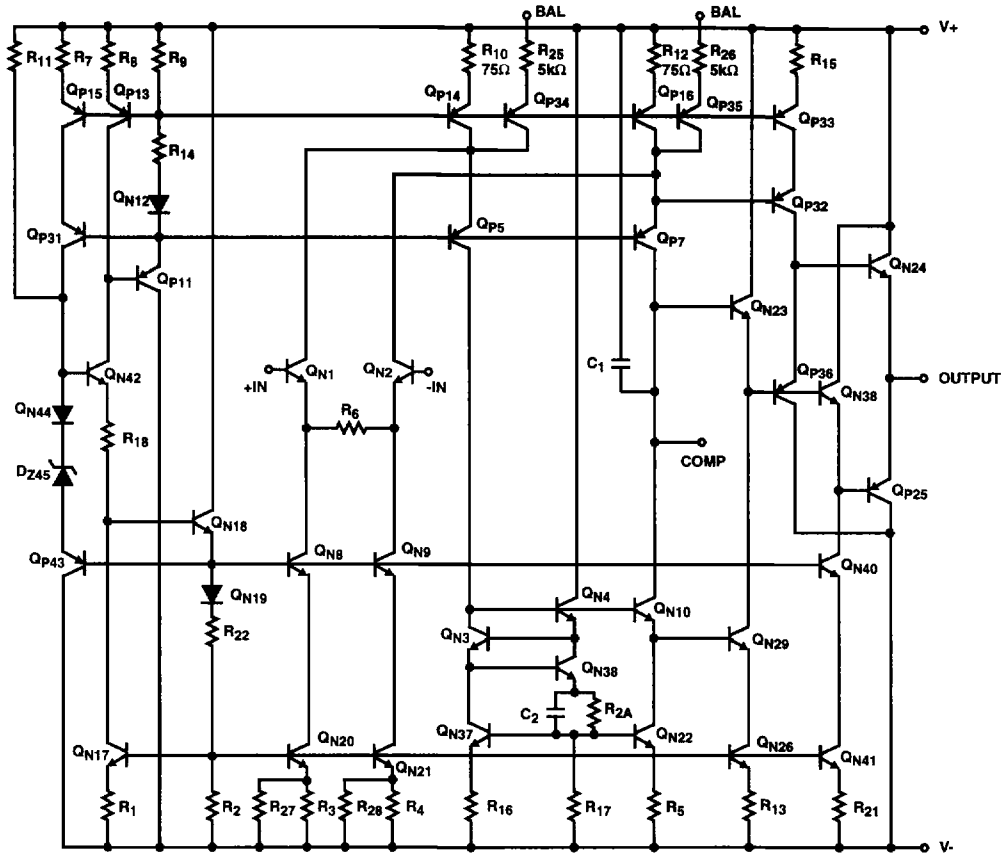 BAL
BAL
V+
R11
R7
R8
R9
R10
75Ω
R25
5kΩ
R12
75Ω
R26
5kΩ
R15
QP15
QP13
QP14
QP34
QP16
QP35
QP33
R14
QN12
QP32
QP31
QP5
QP7
QP11
QN24
QN23
QN42
+IN
QN1
QN2
-IN
C1
QP36
QN38
OUTPUT
QN44
R6
R18
COMP
DZ45
QP25
QN18
QP43
QN8
QN9
QN40
QN19
QN4
QN10
R22
QN3
QN29
QN38
C2
R2A
QN17
QN20
QN21
QN37
QN22
QN26
QN41
R1
R2
R27
R3
R28
R4
R16
R17
R5
R13
R21
V-